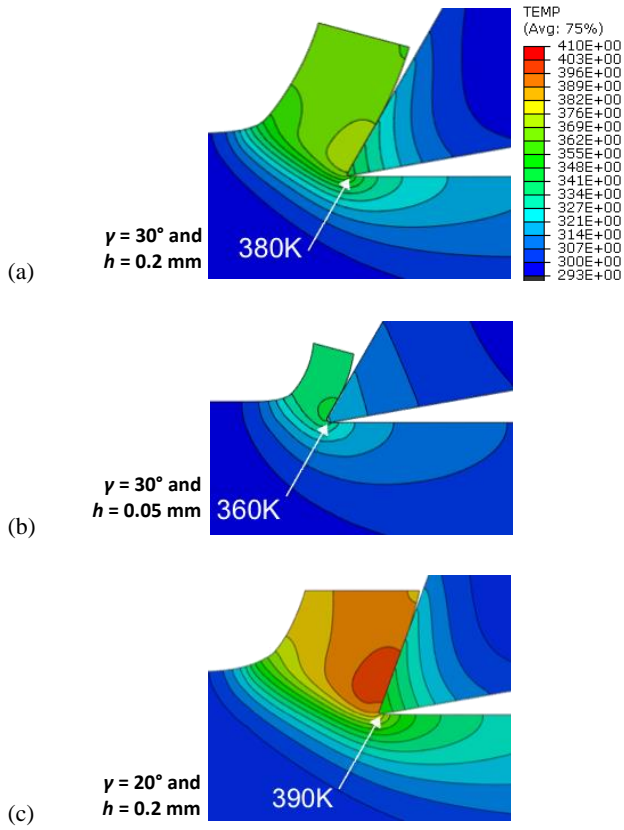 TEMP
(Avg: 75%)
410E+00
403E+00
396E+00
389E+00
382E+00
376E+00
369E+00
362E+00
355E+00
348E+00
341E+00
334E+00
327E+00
321E+00
314E+00
307E+00
300E+00
293E+00
γ = 30° and
h = 0.2 mm
380K
(a)
γ = 30° and
h = 0.05 mm
360K
(b)
γ = 20° and
h = 0.2 mm
390K
(c)